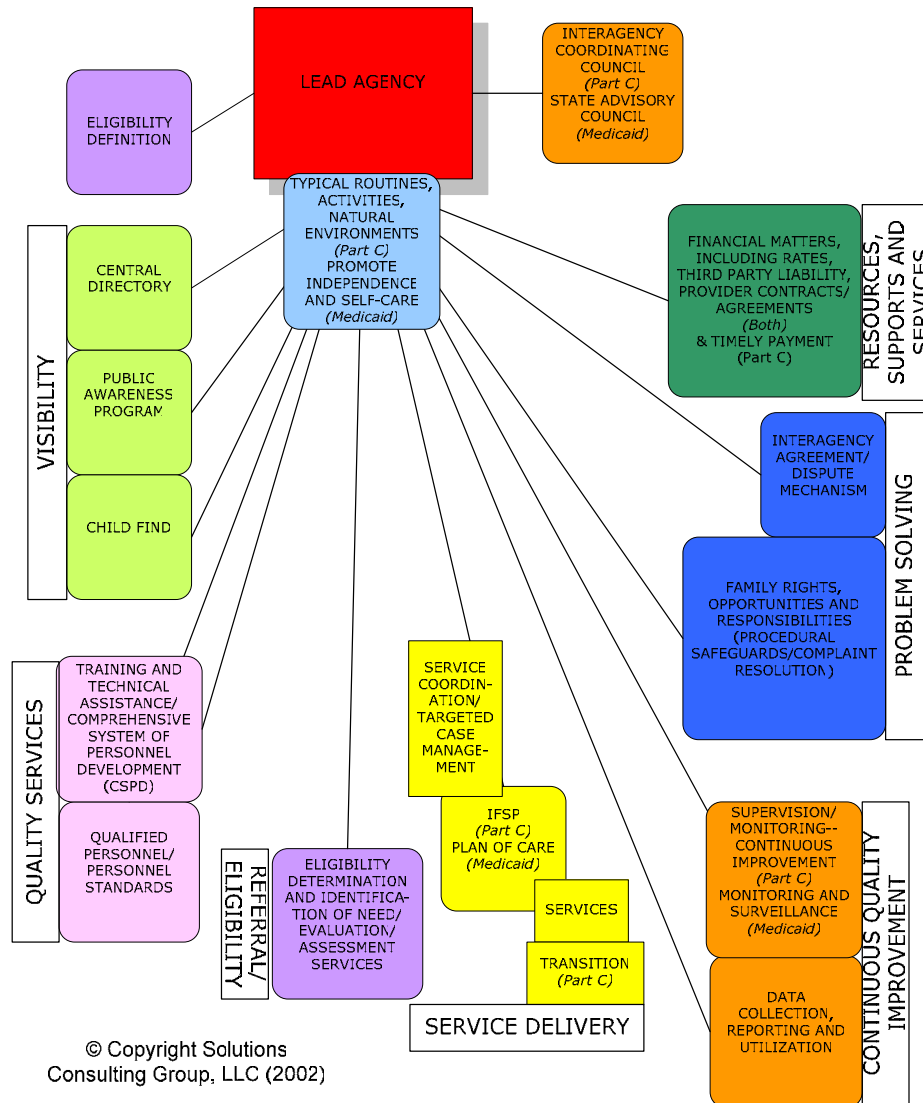 LEAD AGENCY
INTERAGENCY
COORDINATING
COUNCIL
(Part C)
STATE ADVISORY
COUNCIL
(Medicaid)
ELIGIBILITY
DEFINITION
TYPICAL ROUTINES,
ACTIVITIES,
NATURAL
ENVIRONMENTS
(Part C)
PROMOTE
INDEPENDENCE
AND SELF-CARE
(Medicaid)
VISIBILITY
CENTRAL
DIRECTORY
PUBLIC
AWARENESS
PROGRAM
CHILD FIND
FINANCIAL MATTERS,
INCLUDING RATES,
THIRD PARTY LIABILITY,
PROVIDER CONTRACTS/
AGREEMENTS
(Both)
& TIMELY PAYMENT
(Part C)
RESOURCES,
SUPPORTS AND
SERVICES
INTERAGENCY
AGREEMENT/
DISPUTE
MECHANISM
FAMILY RIGHTS,
OPPORTUNITIES AND
RESPONSIBILITIES
(PROCEDURAL
SAFEGUARDS/COMPLAINT
RESOLUTION)
PROBLEM SOLVING
QUALITY SERVICES
TRAINING AND
TECHNICAL
ASSISTANCE/
COMPREHENSIVE
SYSTEM OF
PERSONNEL
DEVELOPMENT
(CSPD)
QUALIFIED
PERSONNEL/
PERSONNEL
STANDARDS
REFERRAL/
ELIGIBILITY
ELIGIBILITY
DETERMINATION
AND IDENTIFICA-
TION OF NEED/
EVALUATION/
ASSESSMENT
SERVICES
SERVICE
COORDIN-
ATION/
TARGETED
CASE
MANAGE-
MENT
IFSP
(Part C)
PLAN OF CARE
(Medicaid)
SERVICES
TRANSITION
(Part C)
SERVICE DELIVERY
SUPERVISION/
MONITORING--
CONTINUOUS
IMPROVEMENT
(Part C)
MONITORING AND
SURVEILLANCE
(Medicaid)
DATA
COLLECTION,
REPORTING AND
UTILIZATION
CONTINUOUS QUALITY
IMPROVEMENT
© Copyright Solutions
Consulting Group, LLC (2002)